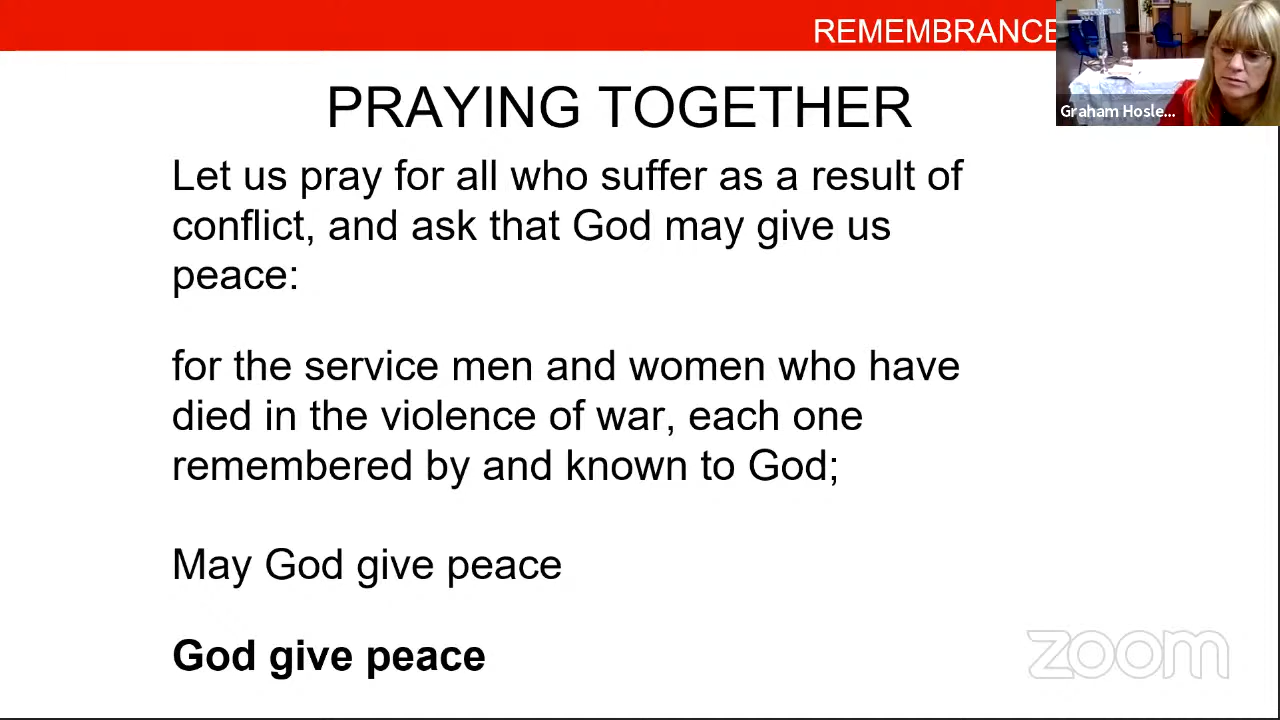 REMEMBRANCE
PRAYING TOGETHER
Graham Hosle...
Let us pray for all who suffer as a result of
conflict, and ask that God may give us
peace:
for the service men and women who have
died in the violence of war, each one
remembered by and known to God;
May God give peace
God give peace
zoom